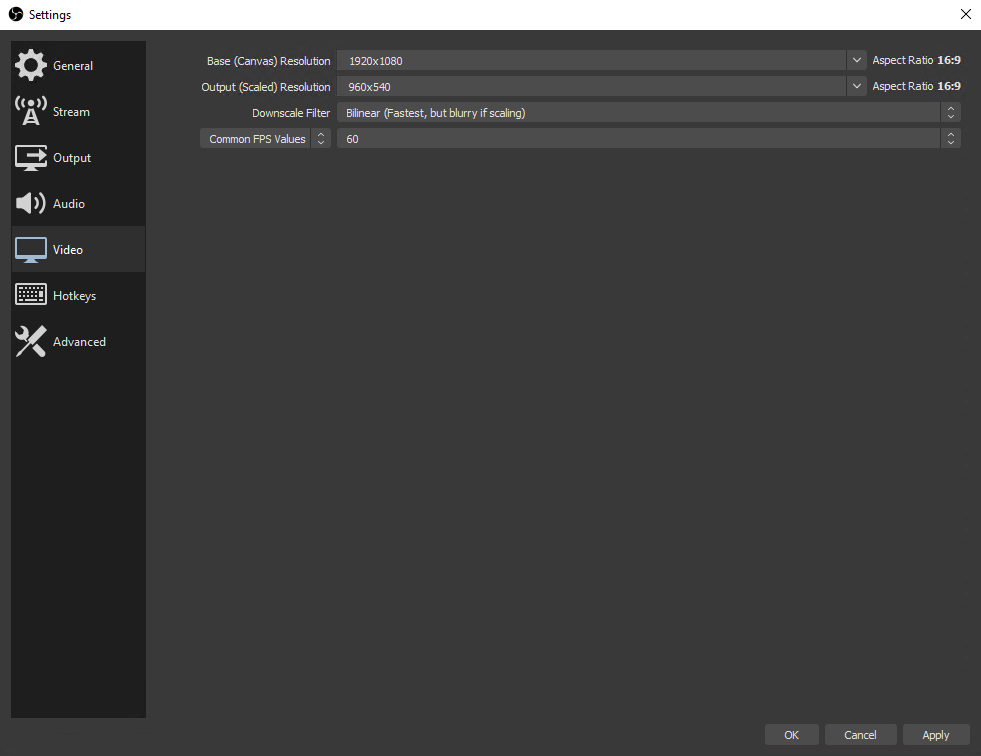 Settings
General
Stream
Output
Audio
Video
Hotkeys
Advanced
Base (Canvas) Resolution 1920x1080 Aspect Ratio 16:9
Output (Scaled) Resolution 960x540 Aspect Ratio 16:9
Downscale Filter Bilinear (Fastest, but blurry if scaling)
Common FPS Values 60
OK Cancel Apply